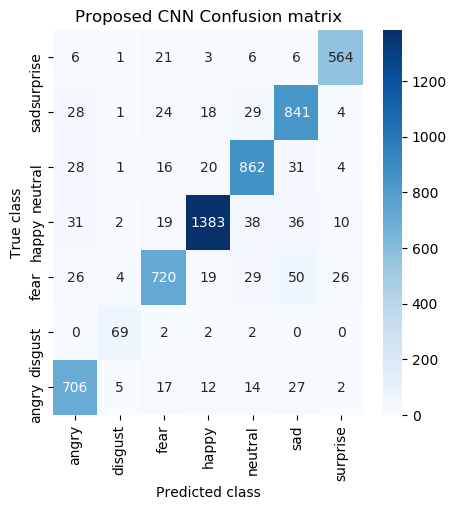 Proposed CNN Confusion matrix
True class
surprise 6 1 21 3 6 6 564
sad 28 1 24 18 29 841 4
neutral 28 1 16 20 862 31 4
happy 31 2 19 1383 38 36 10
fear 26 4 720 19 29 50 26
disgust 0 69 2 2 2 0 0
angry 706 5 17 12 14 27 2
angry disgust fear happy neutral sad surprise
Predicted class
1200
1000
800
600
400
200
0